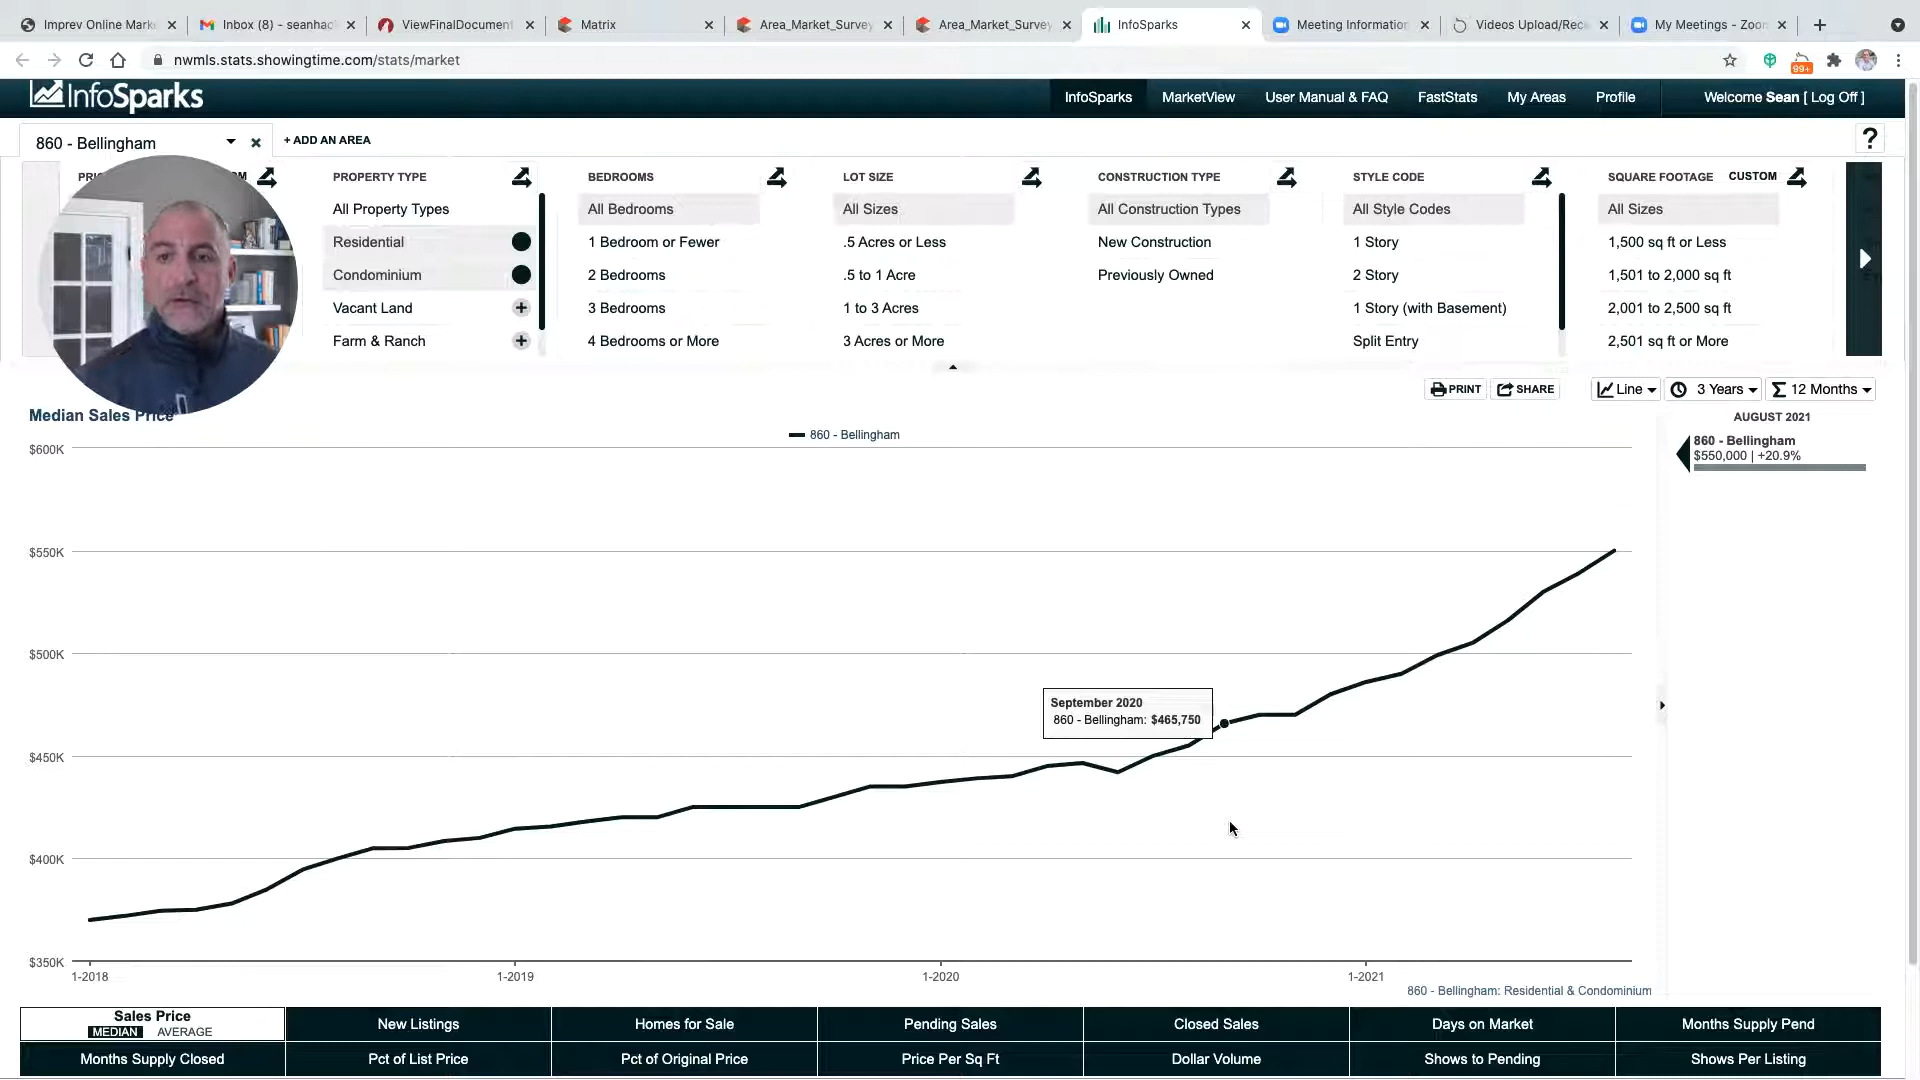 Imprev Online Mark
Inbox (8) - seanhac
ViewFinalDocument
Matrix
Area_Market_Survey
Area_Market_Survey
InfoSparks
Meeting Information
Videos Upload/Rec
My Meetings - Zoom
nwmls.stats.showingtime.com/stats/market
99+
InfoSparks
InfoSparks
MarketView
User Manual & FAQ
FastStats
My Areas
Profile
Welcome Sean [ Log Off ]
860 - Bellingham
+ ADD AN AREA
?
PROPERTY TYPE
All Property Types
Residential
Condominium
Vacant Land
Farm & Ranch
BEDROOMS
All Bedrooms
1 Bedroom or Fewer
2 Bedrooms
3 Bedrooms
4 Bedrooms or More
LOT SIZE
All Sizes
.5 Acres or Less
.5 to 1 Acre
1 to 3 Acres
3 Acres or More
CONSTRUCTION TYPE
All Construction Types
New Construction
Previously Owned
STYLE CODE
All Style Codes
1 Story
2 Story
1 Story (with Basement)
Split Entry
SQUARE FOOTAGE CUSTOM
All Sizes
1,500 sq ft or Less
1,501 to 2,000 sq ft
2,001 to 2,500 sq ft
2,501 sq ft or More
PRINT
SHARE
Line
3 Years
12 Months
Median Sales Price
860 - Bellingham
AUGUST 2021
860 - Bellingham
$550,000 | +20.9%
$600K
$550K
$500K
$450K
$400K
$350K
September 2020
860 - Bellingham: $465,750
1-2018
1-2019
1-2020
1-2021
860 - Bellingham: Residential & Condominium
Sales Price
MEDIAN AVERAGE
New Listings
Homes for Sale
Pending Sales
Closed Sales
Days on Market
Months Supply Pend
Months Supply Closed
Pct of List Price
Pct of Original Price
Price Per Sq Ft
Dollar Volume
Shows to Pending
Shows Per Listing